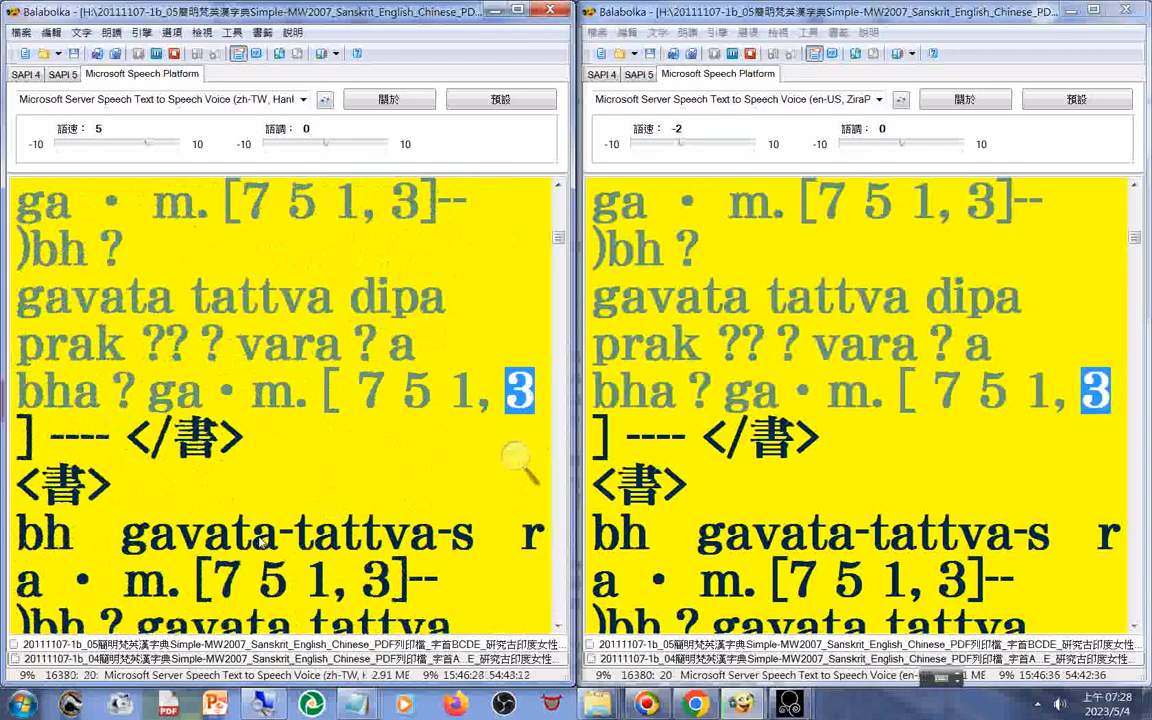 Balabolka - [H:\20111107-1b_05簡明梵英漢字典Simple-MW2007_Sanskrit_English_Chinese_PD...
檔案 編輯 文字 朗讀 引擎 選項 檢視 工具 書籤 說明
SAPI 4 SAPI 5 Microsoft Speech Platform
Microsoft Server Speech Text to Speech Voice (zh-TW, Hanl
關於
預設
語速： 5
語調： 0
-10 10 -10 10
ga • m. [7 5 1, 3]--
)bh ?
gavata tattva dipa
prak ?? ? vara ? a
bha ? ga • m. [ 7 5 1, 3
] ---- </書>
<書>
bh gavata-tattva-s r
a • m. [7 5 1, 3]--
)bh ? gavata tattva
20111107-1b_05簡明梵英漢字典Simple-MW2007_Sanskrit_English_Chinese_PDF列印檔_字首BCDE_研究古印度女性...
20111107-1b_04簡明梵英漢字典Simple-MW2007_Sanskrit_English_Chinese_PDF列印檔_字首A...E_研究古印度女性...
9% 16380: 20: Microsoft Server Speech Text to Speech Voice (zh-TW, H 2.91 ME 9% 15:46:28
Balabolka - [H:\20111107-1b_05簡明梵英漢字典Simple-MW2007_Sanskrit_English_Chinese_PD...
檔案 編輯 文字 朗讀 引擎 選項 檢視 工具 書籤 說明
SAPI 4 SAPI 5 Microsoft Speech Platform
Microsoft Server Speech Text to Speech Voice (en-US, ZiraP
關於
預設
語速： -2
語調： 0
-10 10 -10 10
ga • m. [7 5 1, 3]--
)bh ?
gavata tattva dipa
prak ?? ? vara ? a
bha ? ga • m. [ 7 5 1, 3
] ---- </書>
<書>
bh gavata-tattva-s r
a • m. [7 5 1, 3]--
)bh ? gavata tattva
20111107-1b_05簡明梵英漢字典Simple-MW2007_Sanskrit_English_Chinese_PDF列印檔_字首BCDE_研究古印度女性...
20111107-1b_04簡明梵英漢字典Simple-MW2007_Sanskrit_English_Chinese_PDF列印檔_字首A...E_研究古印度女性...
9% 16380: 20 Microsoft Server Speech Text to Speech Voice (en-US ME 9% 15:46:36 54:42:36
PDF
上午 07:28
2023/5/4